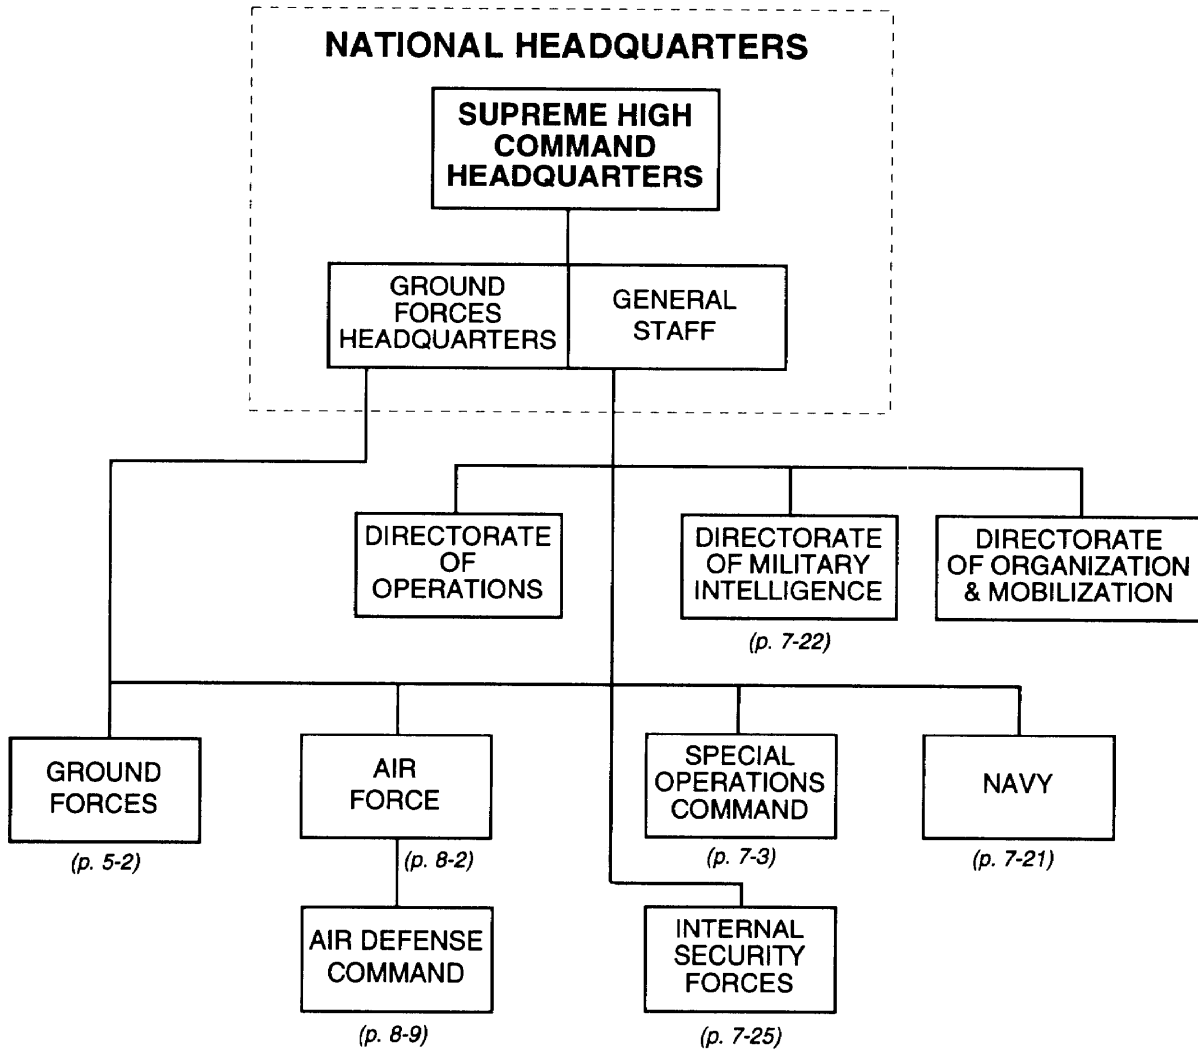 NATIONAL HEADQUARTERS
SUPREME HIGH
COMMAND
HEADQUARTERS
GROUND
FORCES
HEADQUARTERS
GENERAL
STAFF
DIRECTORATE
OF
OPERATIONS
DIRECTORATE
OF MILITARY
INTELLIGENCE
(p. 7-22)
DIRECTORATE
OF ORGANIZATION
& MOBILIZATION
GROUND
FORCES
(p. 5-2)
AIR
FORCE
(p. 8-2)
SPECIAL
OPERATIONS
COMMAND
(p. 7-3)
NAVY
(p. 7-21)
AIR DEFENSE
COMMAND
(p. 8-9)
INTERNAL
SECURITY
FORCES
(p. 7-25)